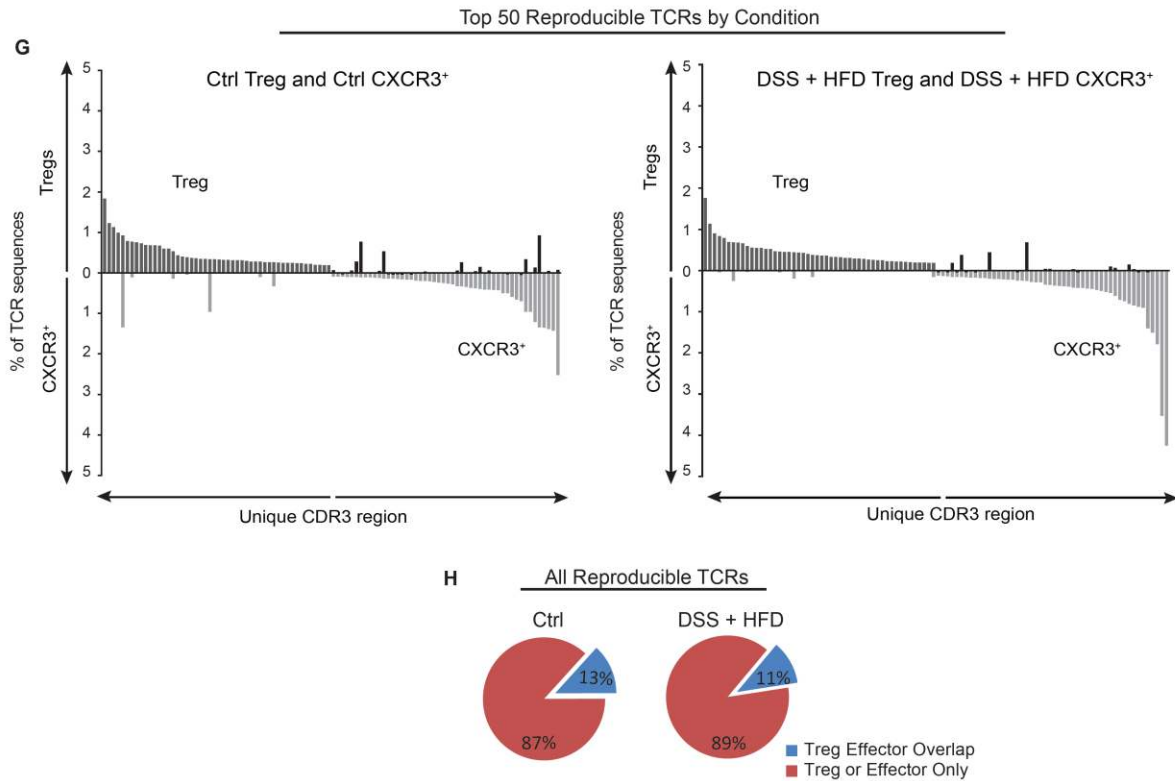 Top 50 Reproducible TCRs by Condition
G
Ctrl Treg and Ctrl CXCR3⁺
% of TCR sequences
Tregs
CXCR3⁺
5
4
3
2
1
0
1
2
3
4
5
Treg
CXCR3⁺
Unique CDR3 region
DSS + HFD Treg and DSS + HFD CXCR3⁺
% of TCR sequences
Tregs
CXCR3⁺
5
4
3
2
1
0
1
2
3
4
5
Treg
CXCR3⁺
Unique CDR3 region
H
All Reproducible TCRs
Ctrl
13%
87%
DSS + HFD
11%
89%
Treg Effector Overlap
Treg or Effector Only